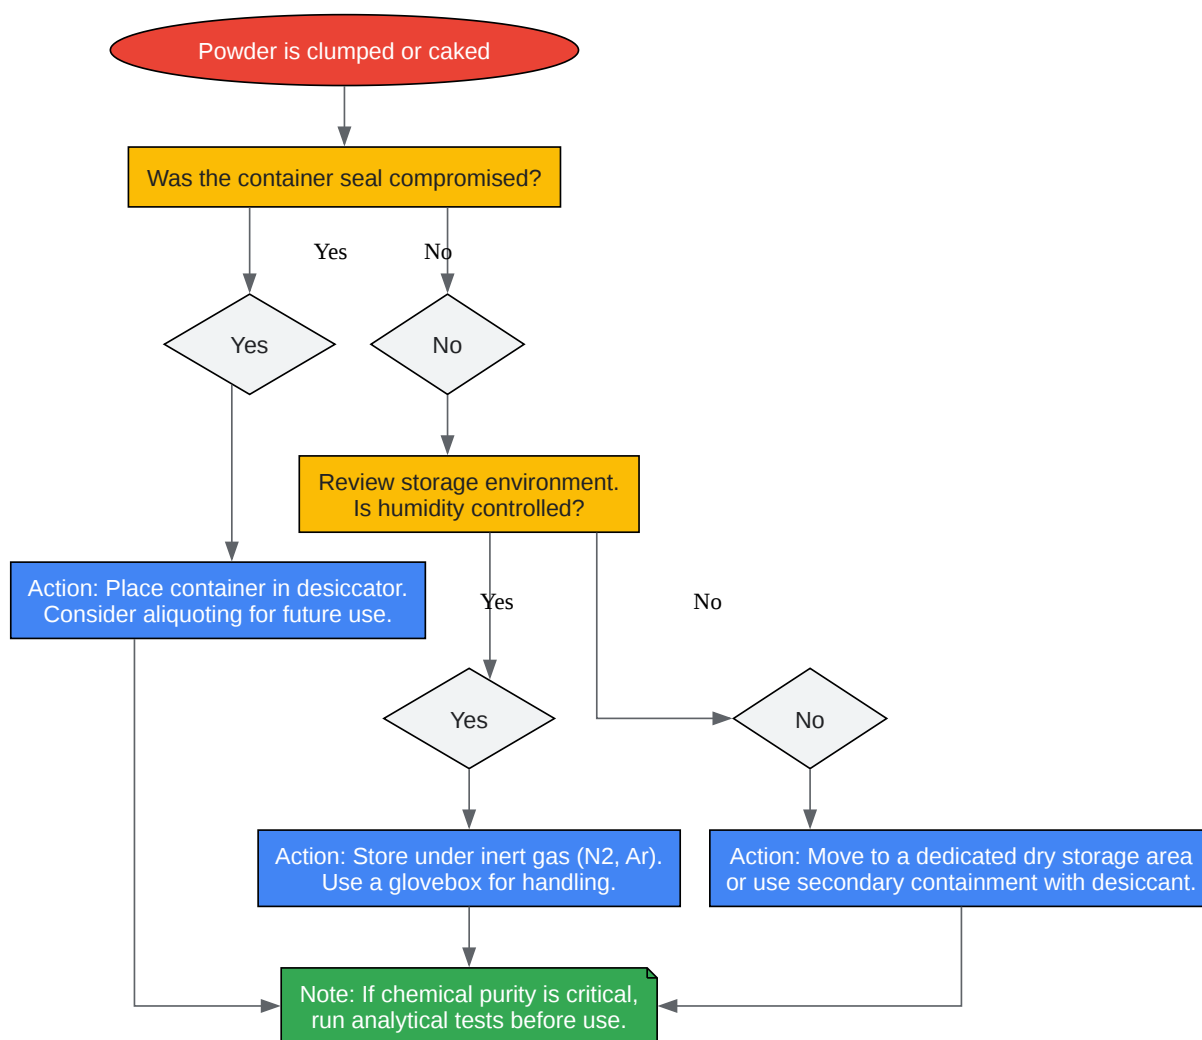 Powder is clumped or caked
Was the container seal compromised?
Yes
No
Yes
No
Review storage environment.
Is humidity controlled?
Action: Place container in desiccator.
Consider aliquoting for future use.
Yes
No
Yes
No
Action: Store under inert gas (N2, Ar).
Use a glovebox for handling.
Action: Move to a dedicated dry storage area
or use secondary containment with desiccant.
Note: If chemical purity is critical,
run analytical tests before use.